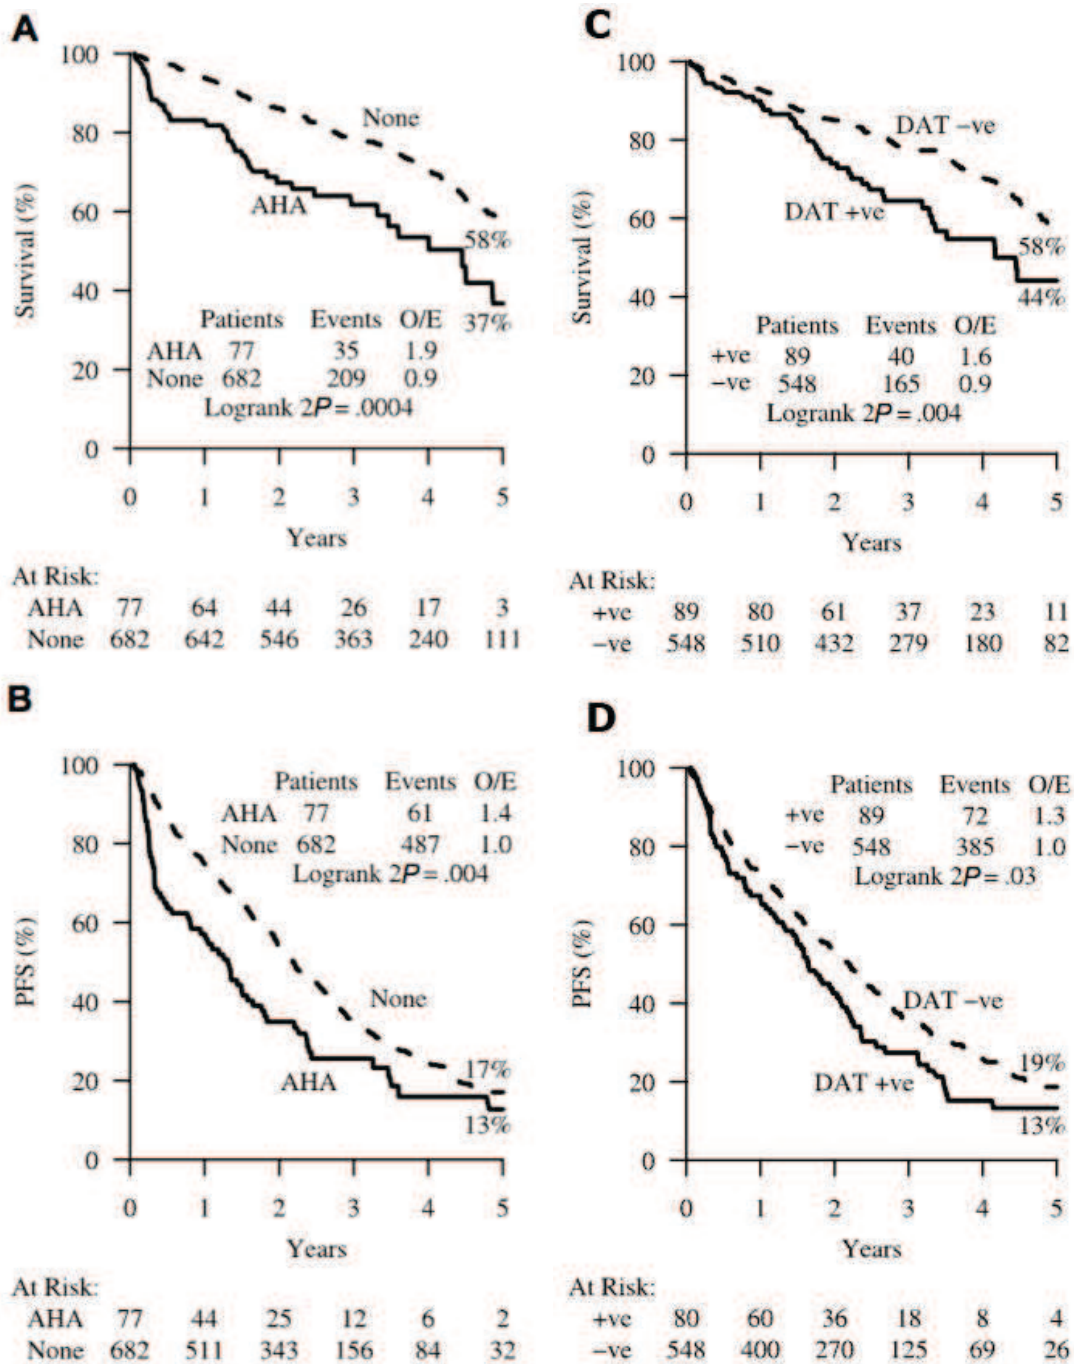 A
100
80
60
40
20
0
Survival (%)
None
AHA
58%
37%
Patients Events O/E
AHA 77 35 1.9
None 682 209 0.9
Logrank 2P = .0004
0 1 2 3 4 5
Years
At Risk:
AHA 77 64 44 26 17 3
None 682 642 546 363 240 111
C
100
80
60
40
20
0
Survival (%)
DAT −ve
DAT +ve
58%
44%
Patients Events O/E
+ve 89 40 1.6
−ve 548 165 0.9
Logrank 2P = .004
0 1 2 3 4 5
Years
At Risk:
+ve 89 80 61 37 23 11
−ve 548 510 432 279 180 82
B
100
80
60
40
20
0
PFS (%)
Patients Events O/E
AHA 77 61 1.4
None 682 487 1.0
Logrank 2P = .004
None
AHA
17%
13%
0 1 2 3 4 5
Years
At Risk:
AHA 77 44 25 12 6 2
None 682 511 343 156 84 32
D
100
80
60
40
20
0
PFS (%)
Patients Events O/E
+ve 89 72 1.3
−ve 548 385 1.0
Logrank 2P = .03
DAT −ve
DAT +ve
19%
13%
0 1 2 3 4 5
Years
At Risk:
+ve 80 60 36 18 8 4
−ve 548 400 270 125 69 26